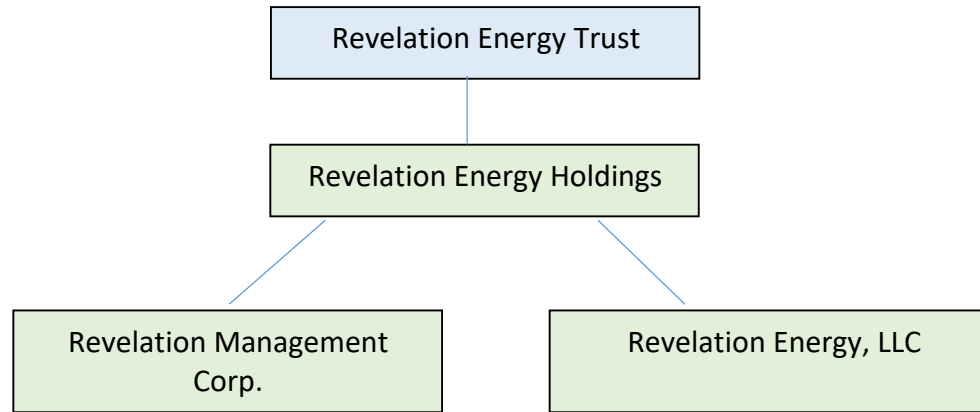 Revelation Energy Trust
Revelation Energy Holdings
Revelation Management
Corp.
Revelation Energy, LLC